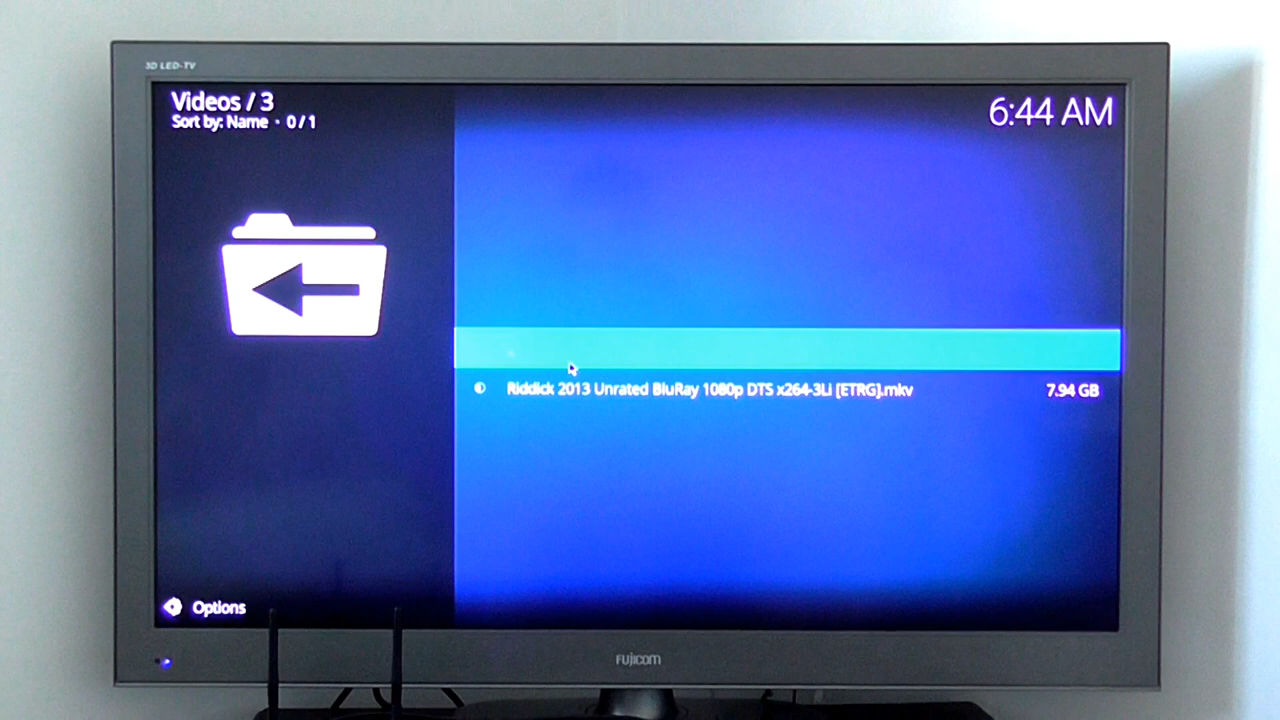 3D LED-TV
Videos / 3
Sort by: Name · 0/1
6:44 AM
Riddick 2013 Unrated BluRay 1080p DTS x264-3Li [ETRG].mkv 7.94 GB
Options
FUJICOM